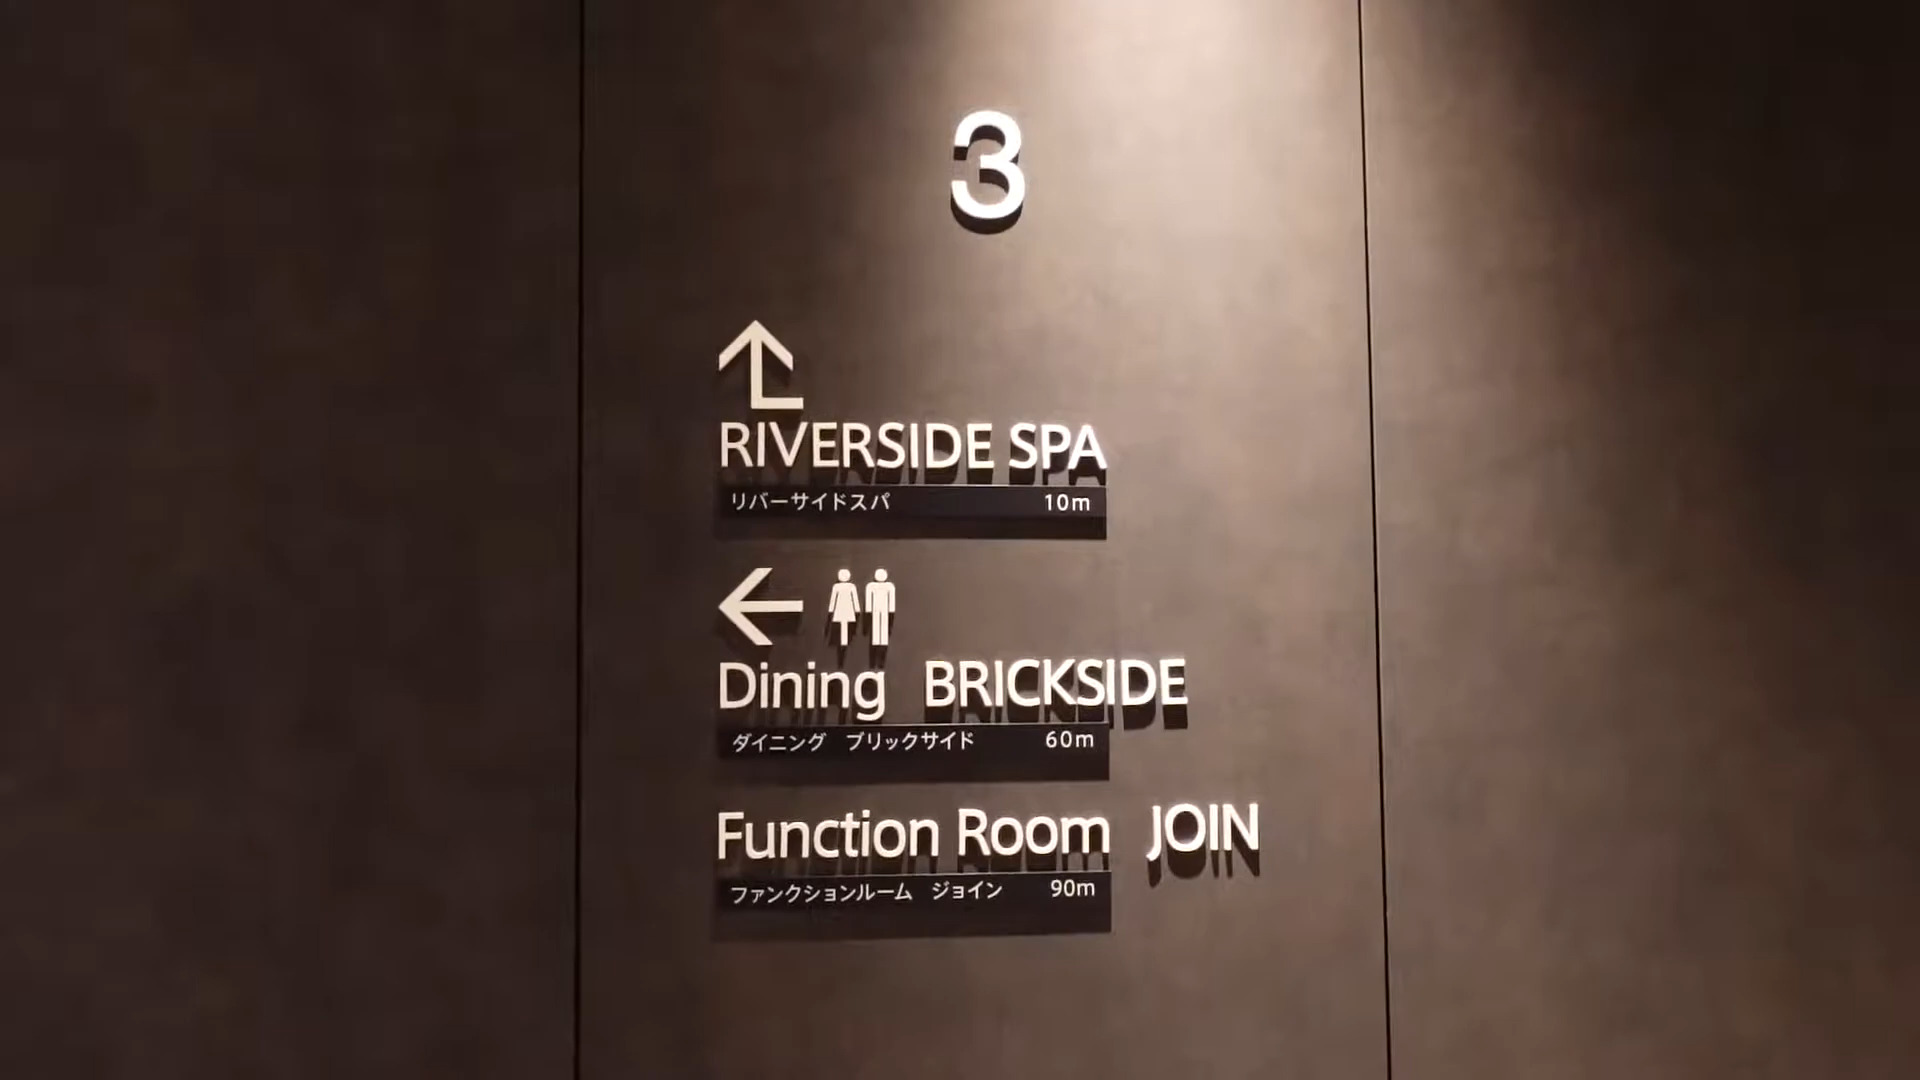 3
RIVERSIDE SPA
リバーサイドスパ 10m
Dining BRICKSIDE
ダイニング ブリックサイド 60m
Function Room JOIN
ファンクションルーム ジョイン 90m